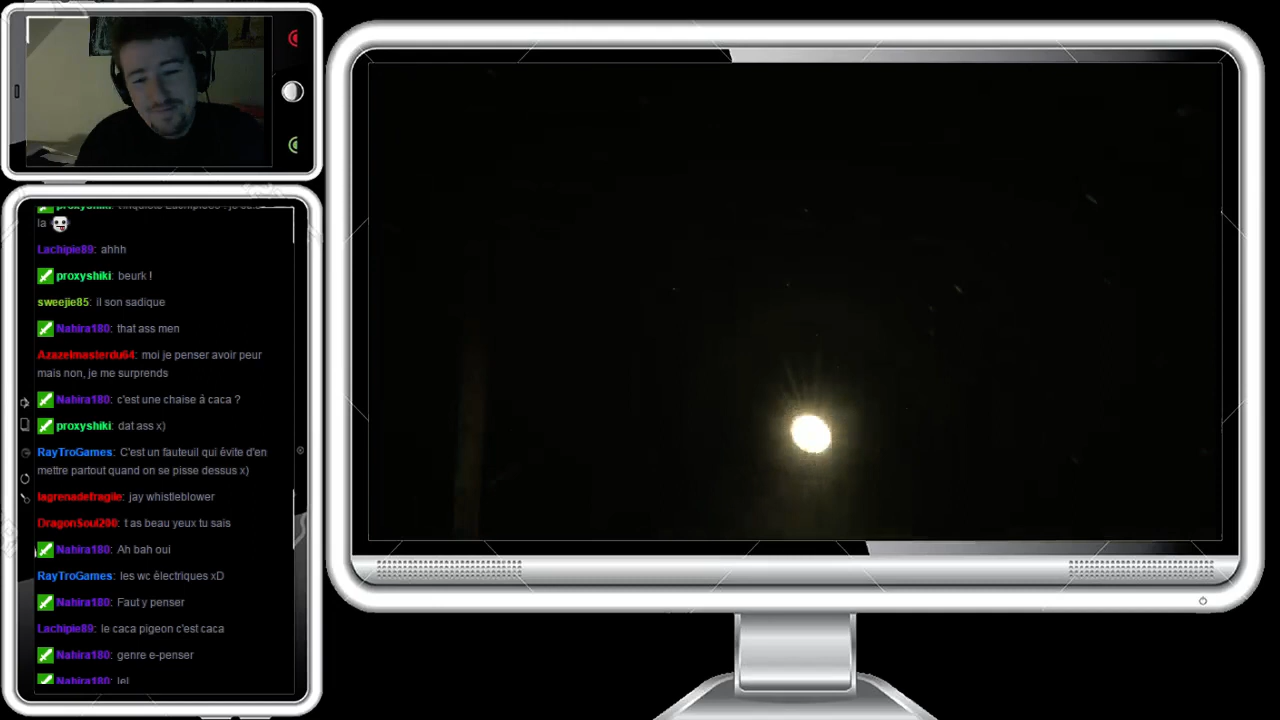 la
Lachipie89: ahhh
proxyshiki: beurk !
sweejie85: il son sadique
Nahira180: that ass men
Azazelmasterdu64: moi je penser avoir peur
mais non, je me surprends
Nahira180: c'est une chaise á caca ?
proxyshiki: dat ass x)
RayTroGames: C'est un fauteuil qui évite d'en
mettre partout quand on se pisse dessus x)
lagrenadefragile: jay whistleblower
DragonSoul200: t as beau yeux tu sais
Nahira180: Ah bah oui
RayTroGames: les wc électriques xD
Nahira180: Faut y penser
Lachipie89: le caca pigeon c'est caca
Nahira180: genre e-penser
Nahira180: lel